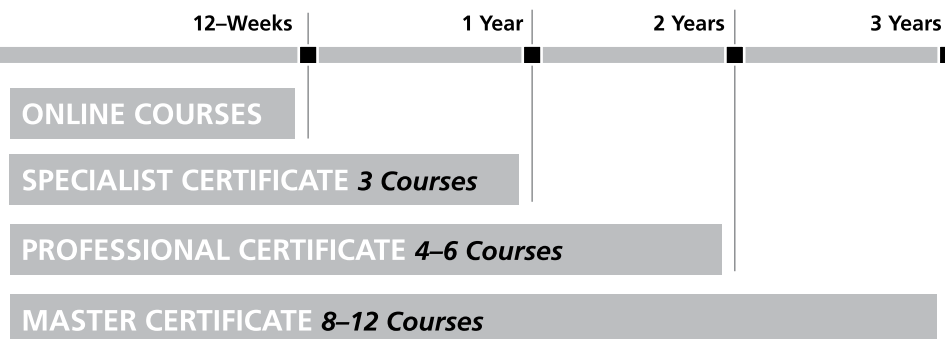 12–Weeks 1 Year 2 Years 3 Years
ONLINE COURSES
SPECIALIST CERTIFICATE 3 Courses
PROFESSIONAL CERTIFICATE 4–6 Courses
MASTER CERTIFICATE 8–12 Courses